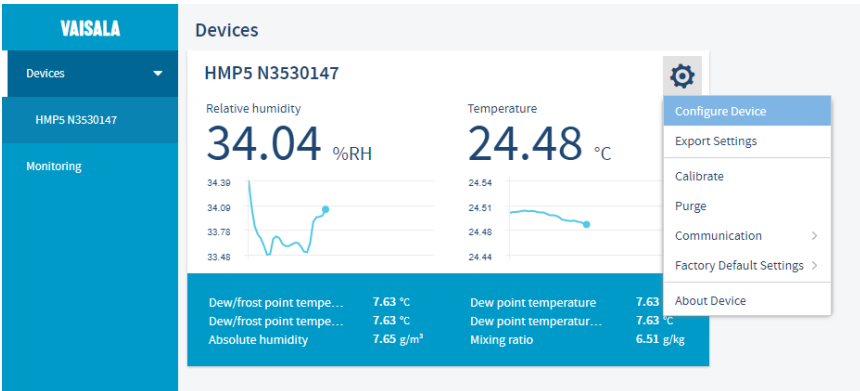 VAISALA
Devices
HMP5 N3530147
Monitoring
Devices
HMP5 N3530147
Relative humidity
34.04 %RH
34.39
34.09
33.78
33.48
Temperature
24.48 °C
24.54
24.51
24.48
24.44
Configure Device
Export Settings
Calibrate
Purge
Communication
Factory Default Settings
About Device
Dew/frost point tempe... 7.63 °C
Dew/frost point tempe... 7.63 °C
Absolute humidity 7.65 g/m³
Dew point temperature 7.63
Dew point temperatur... 7.63 °C
Mixing ratio 6.51 g/kg